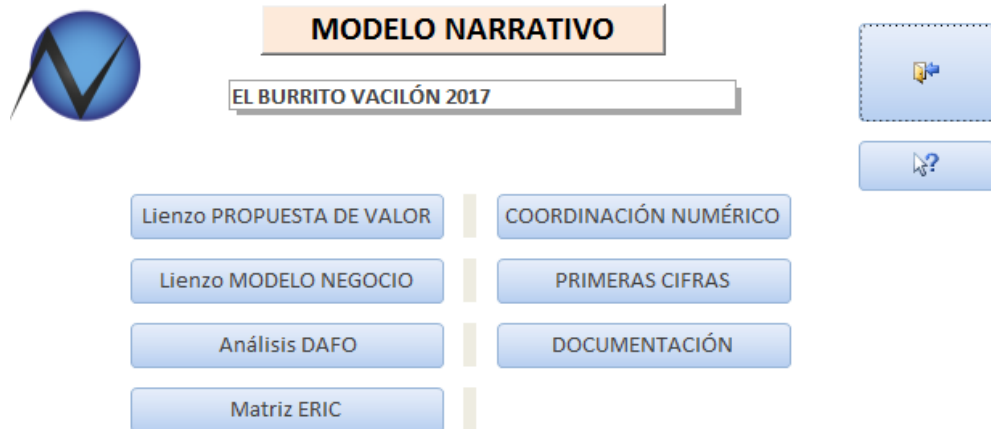 MODELO NARRATIVO
EL BURRITO VACILÓN 2017
Lienzo PROPUESTA DE VALOR
COORDINACIÓN NUMÉRICO
Lienzo MODELO NEGOCIO
PRIMERAS CIFRAS
Análisis DAFO
DOCUMENTACIÓN
Matriz ERIC